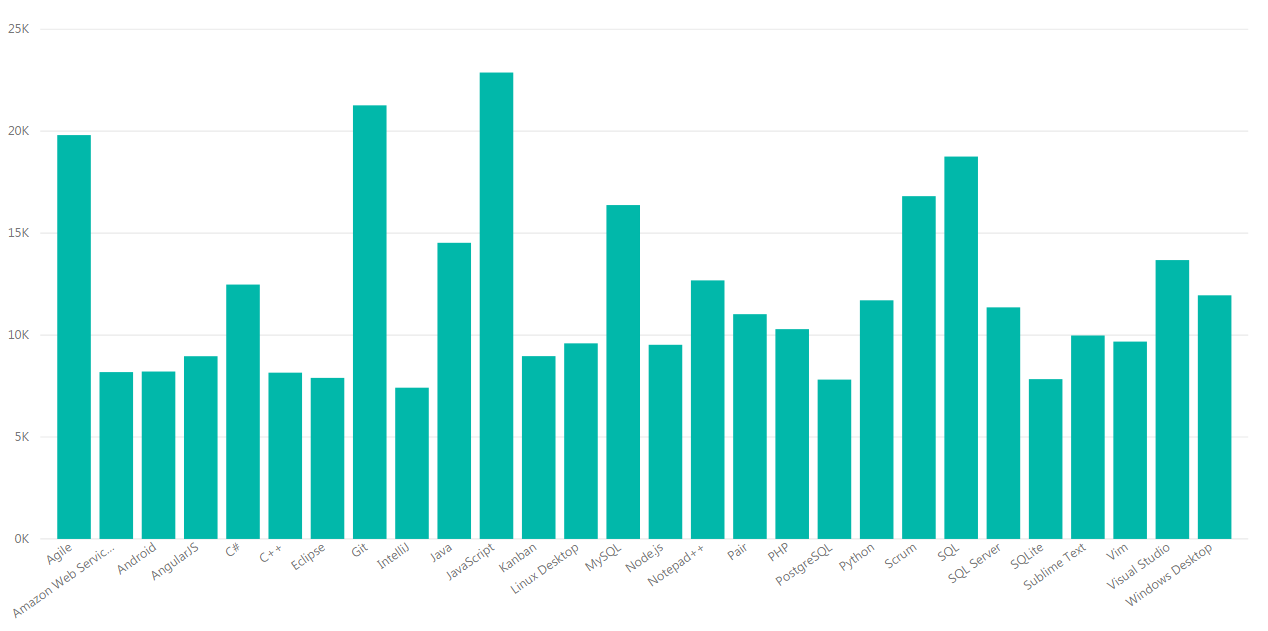 25K
20K
15K
10K
5K
0K
Agile
Amazon Web Servic...
Android
AngularJS
C#
C++
Eclipse
Git
IntelliJ
Java
JavaScript
Kanban
Linux Desktop
MySQL
Node.js
Notepad++
Pair
PHP
PostgreSQL
Python
Scrum
SQL
SQL Server
SQLite
Sublime Text
Vim
Visual Studio
Windows Desktop